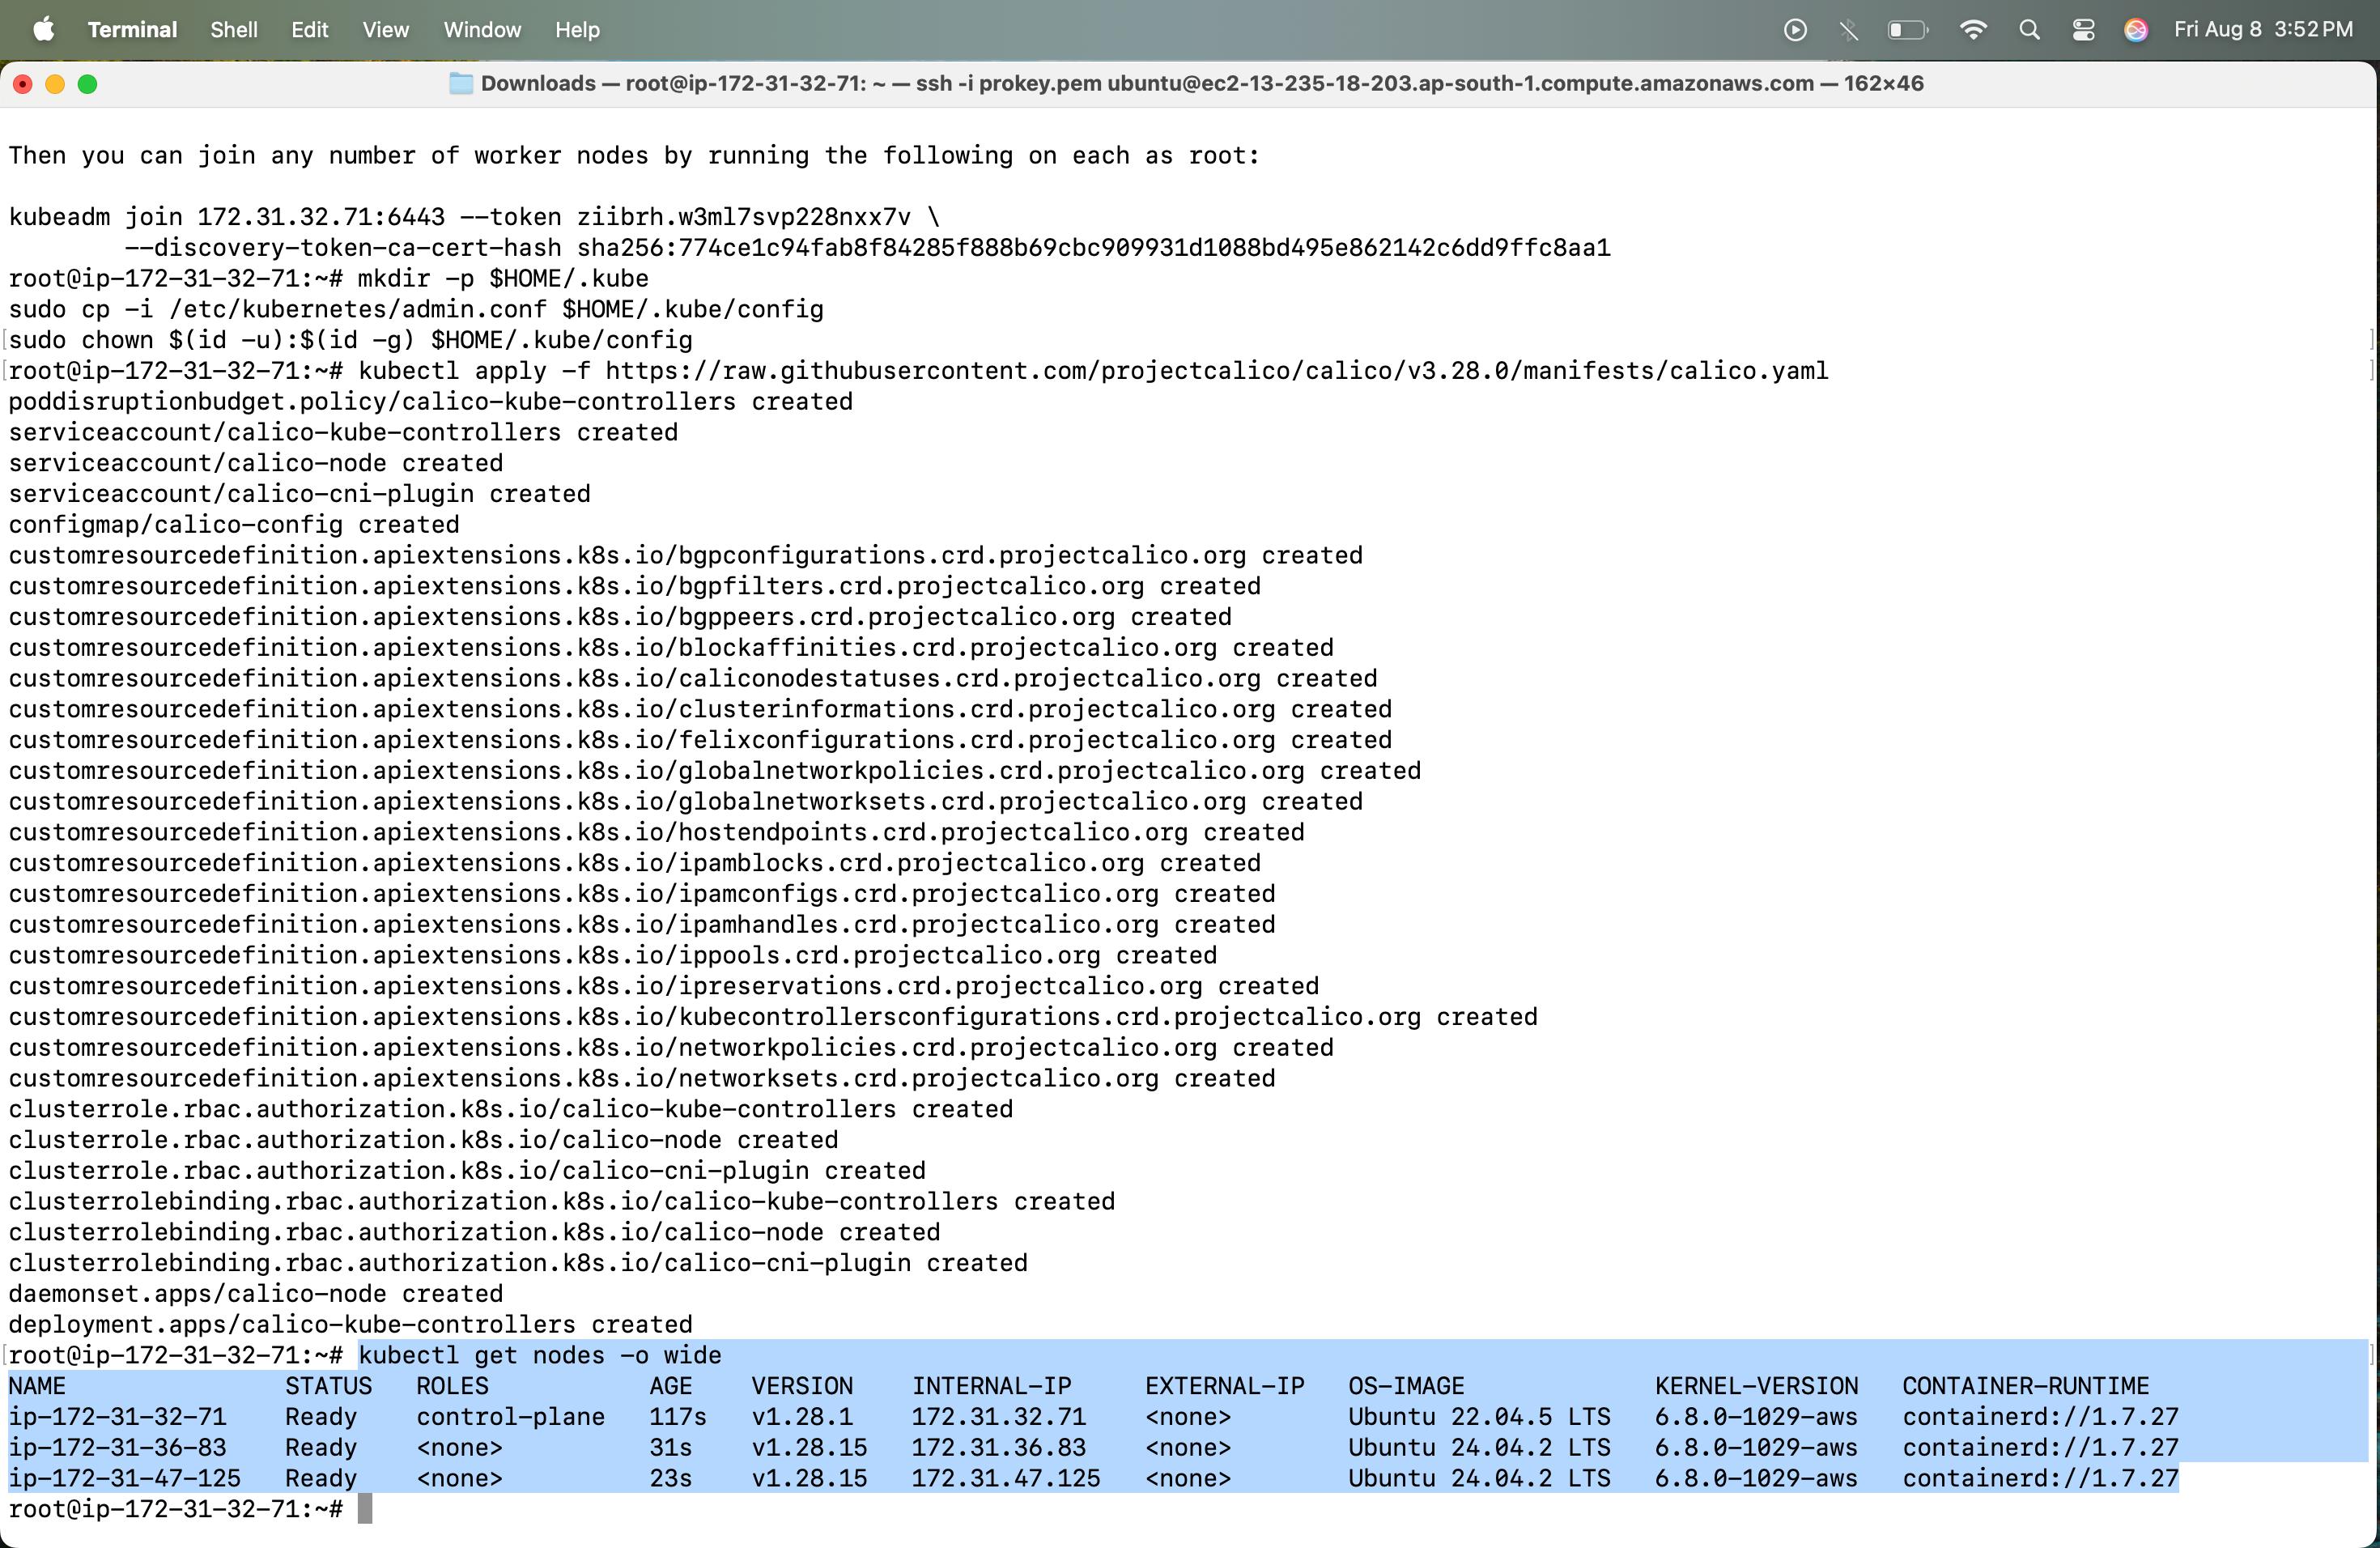 Terminal Shell Edit View Window Help Fri Aug 8 3:52 PM
Downloads — root@ip-172-31-32-71: ~ — ssh -i prokey.pem ubuntu@ec2-13-235-18-203.ap-south-1.compute.amazonaws.com — 162×46
Then you can join any number of worker nodes by running the following on each as root:
kubeadm join 172.31.32.71:6443 --token ziibrh.w3ml7svp228nxx7v \
        --discovery-token-ca-cert-hash sha256:774ce1c94fab8f84285f888b69cbc909931d1088bd495e862142c6dd9ffc8aa1
root@ip-172-31-32-71:~# mkdir -p $HOME/.kube
sudo cp -i /etc/kubernetes/admin.conf $HOME/.kube/config
[sudo chown $(id -u):$(id -g) $HOME/.kube/config ]
[root@ip-172-31-32-71:~# kubectl apply -f https://raw.githubusercontent.com/projectcalico/calico/v3.28.0/manifests/calico.yaml ]
poddisruptionbudget.policy/calico-kube-controllers created
serviceaccount/calico-kube-controllers created
serviceaccount/calico-node created
serviceaccount/calico-cni-plugin created
configmap/calico-config created
customresourcedefinition.apiextensions.k8s.io/bgpconfigurations.crd.projectcalico.org created
customresourcedefinition.apiextensions.k8s.io/bgpfilters.crd.projectcalico.org created
customresourcedefinition.apiextensions.k8s.io/bgppeers.crd.projectcalico.org created
customresourcedefinition.apiextensions.k8s.io/blockaffinities.crd.projectcalico.org created
customresourcedefinition.apiextensions.k8s.io/caliconodestatuses.crd.projectcalico.org created
customresourcedefinition.apiextensions.k8s.io/clusterinformations.crd.projectcalico.org created
customresourcedefinition.apiextensions.k8s.io/felixconfigurations.crd.projectcalico.org created
customresourcedefinition.apiextensions.k8s.io/globalnetworkpolicies.crd.projectcalico.org created
customresourcedefinition.apiextensions.k8s.io/globalnetworksets.crd.projectcalico.org created
customresourcedefinition.apiextensions.k8s.io/hostendpoints.crd.projectcalico.org created
customresourcedefinition.apiextensions.k8s.io/ipamblocks.crd.projectcalico.org created
customresourcedefinition.apiextensions.k8s.io/ipamconfigs.crd.projectcalico.org created
customresourcedefinition.apiextensions.k8s.io/ipamhandles.crd.projectcalico.org created
customresourcedefinition.apiextensions.k8s.io/ippools.crd.projectcalico.org created
customresourcedefinition.apiextensions.k8s.io/ipreservations.crd.projectcalico.org created
customresourcedefinition.apiextensions.k8s.io/kubecontrollersconfigurations.crd.projectcalico.org created
customresourcedefinition.apiextensions.k8s.io/networkpolicies.crd.projectcalico.org created
customresourcedefinition.apiextensions.k8s.io/networksets.crd.projectcalico.org created
clusterrole.rbac.authorization.k8s.io/calico-kube-controllers created
clusterrole.rbac.authorization.k8s.io/calico-node created
clusterrole.rbac.authorization.k8s.io/calico-cni-plugin created
clusterrolebinding.rbac.authorization.k8s.io/calico-kube-controllers created
clusterrolebinding.rbac.authorization.k8s.io/calico-node created
clusterrolebinding.rbac.authorization.k8s.io/calico-cni-plugin created
daemonset.apps/calico-node created
deployment.apps/calico-kube-controllers created
[root@ip-172-31-32-71:~# kubectl get nodes -o wide ]
NAME               STATUS   ROLES           AGE    VERSION    INTERNAL-IP     EXTERNAL-IP   OS-IMAGE             KERNEL-VERSION   CONTAINER-RUNTIME
ip-172-31-32-71    Ready    control-plane   117s   v1.28.1    172.31.32.71    <none>        Ubuntu 22.04.5 LTS   6.8.0-1029-aws   containerd://1.7.27
ip-172-31-36-83    Ready    <none>          31s    v1.28.15   172.31.36.83    <none>        Ubuntu 24.04.2 LTS   6.8.0-1029-aws   containerd://1.7.27
ip-172-31-47-125   Ready    <none>          23s    v1.28.15   172.31.47.125   <none>        Ubuntu 24.04.2 LTS   6.8.0-1029-aws   containerd://1.7.27
root@ip-172-31-32-71:~#